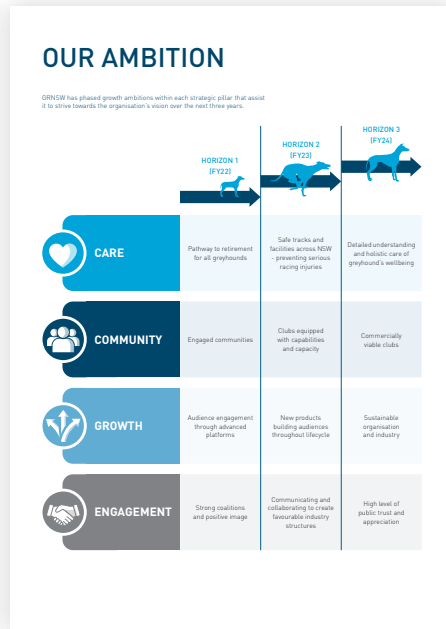 OUR AMBITION
GRNSW has phased growth ambitions within each strategic pillar that assist
it to strive towards the organisation's vision over the next three years.
HORIZON 1
(FY22)
HORIZON 2
(FY23)
HORIZON 3
(FY24)
CARE
Pathway to retirement
for all greyhounds
Safe tracks and
facilities across NSW
- preventing serious
racing injuries
Detailed understanding
and holistic care of
greyhound's wellbeing
COMMUNITY
Engaged communities
Clubs equipped
with capabilities
and capacity
Commercially
viable clubs
GROWTH
Audience engagement
through advanced
platforms
New products
building audiences
throughout lifecycle
Sustainable
organisation
and industry
ENGAGEMENT
Strong coalitions
and positive image
Communicating and
collaborating to create
favourable industry
structures
High level of
public trust and
appreciation